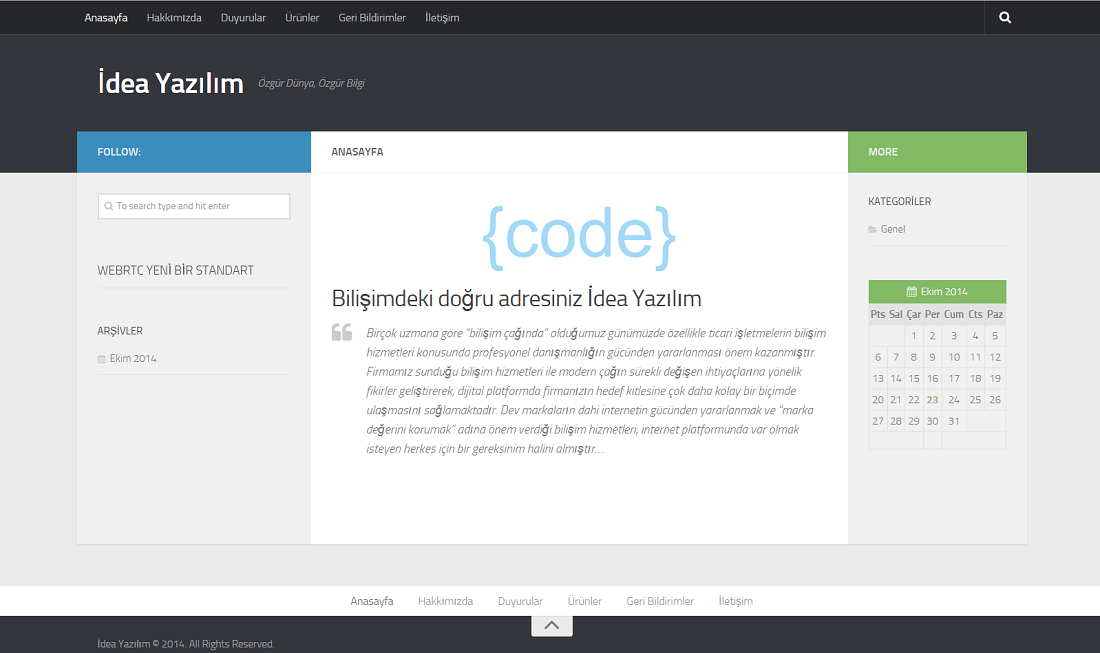 Anasayfa Hakkımızda Duyurular Ürünler Geri Bildirimler İletişim
İdea Yazılım Özgür Dünya, Özgür Bilgi
FOLLOW:
To search type and hit enter
WEBRTC YENİ BİR STANDART
ARŞİVLER
Ekim 2014
ANASAYFA
{code}
Bilişimdeki doğru adresiniz İdea Yazılım
Birçok uzmana göre “bilişim çağında” olduğumuz günümüzde özellikle ticari işletmelerin bilişim
hizmetleri konusunda profesyonel danışmanlığın gücünden yararlanması önem kazanmıştır.
Firmamız sunduğu bilişim hizmetleri ile modern çağın sürekli değişen ihtiyaçlarına yönelik
fikirler geliştirerek, dijital platformda firmanızın hedef kitlesine çok daha kolay bir biçimde
ulaşmasını sağlamaktadır. Dev markaların dahi internetin gücünden yararlanmak ve “marka
değerini korumak” adına önem verdiği bilişim hizmetleri, internet platformunda var olmak
isteyen herkes için bir gereksinim halini almıştır....
MORE
KATEGORİLER
Genel
Ekim 2014
Pts Sal Çar Per Cum Cts Paz
1 2 3 4 5
6 7 8 9 10 11 12
13 14 15 16 17 18 19
20 21 22 23 24 25 26
27 28 29 30 31
Anasayfa Hakkımızda Duyurular Ürünler Geri Bildirimler İletişim
İdea Yazılım © 2014. All Rights Reserved.